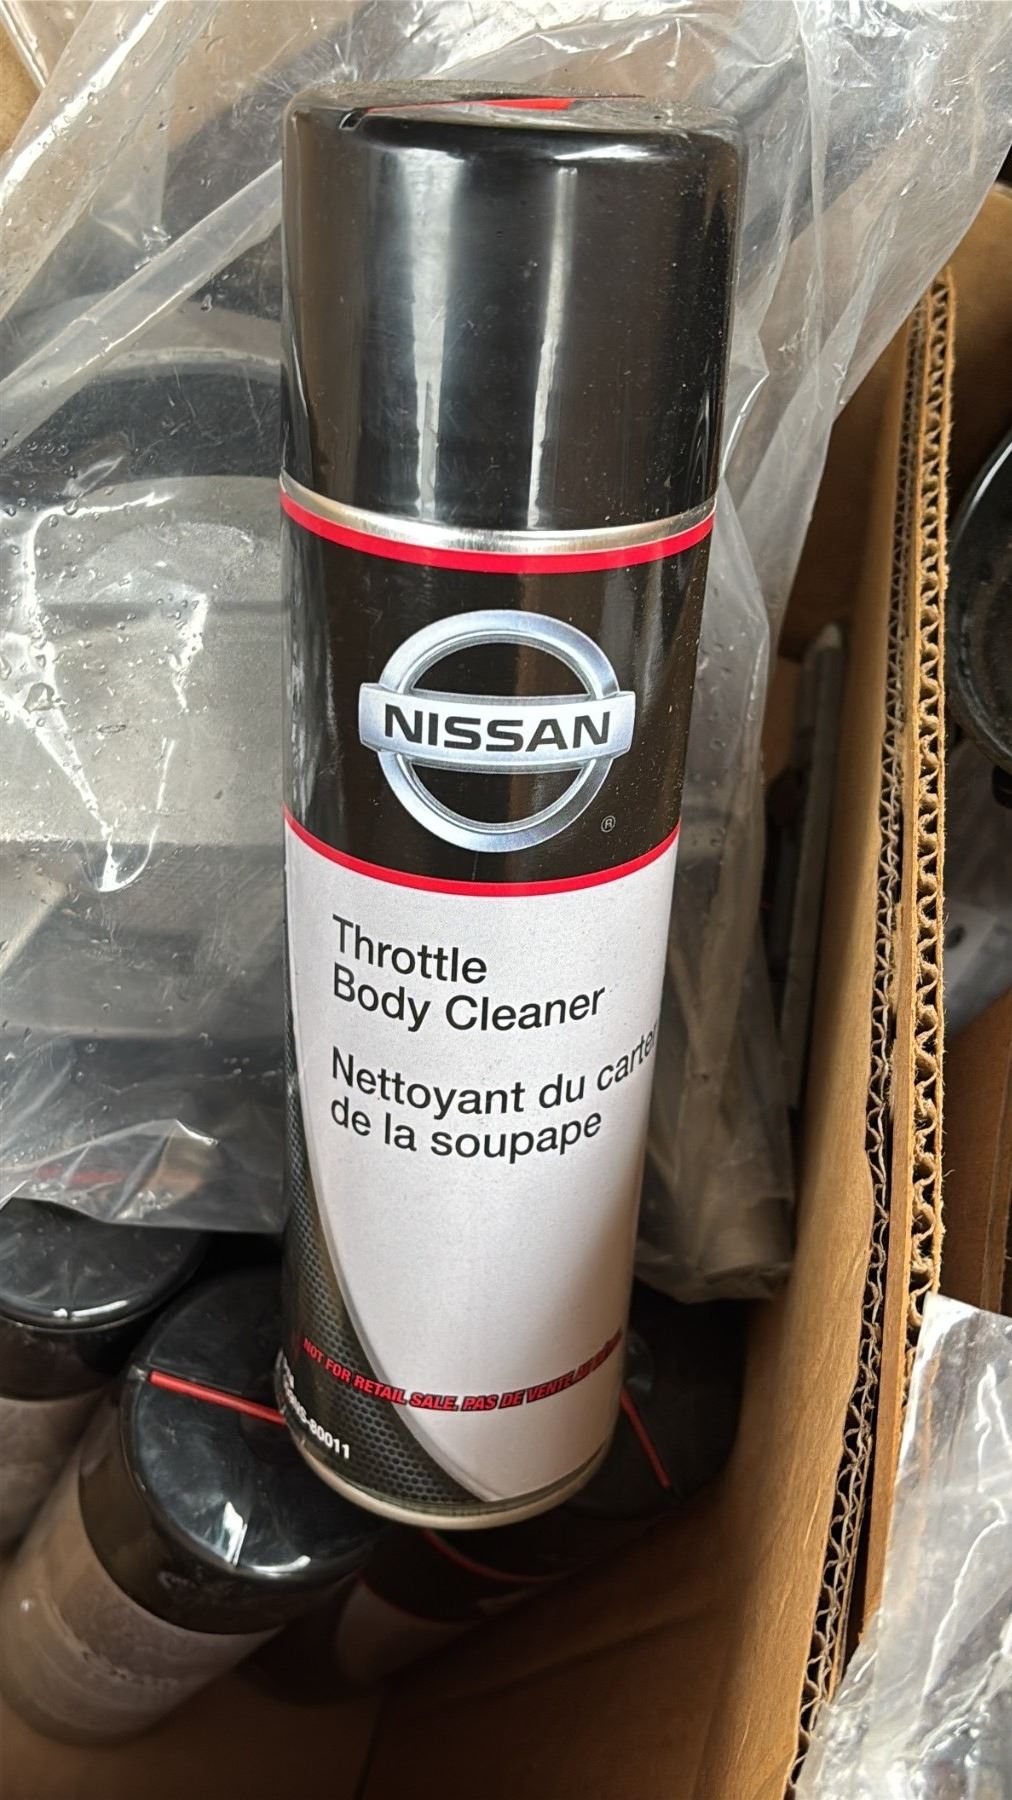 NISSAN
®
Throttle
Body Cleaner
Nettoyant du carter
de la soupape
NOT FOR RETAIL SALE. PAS DE VENTE